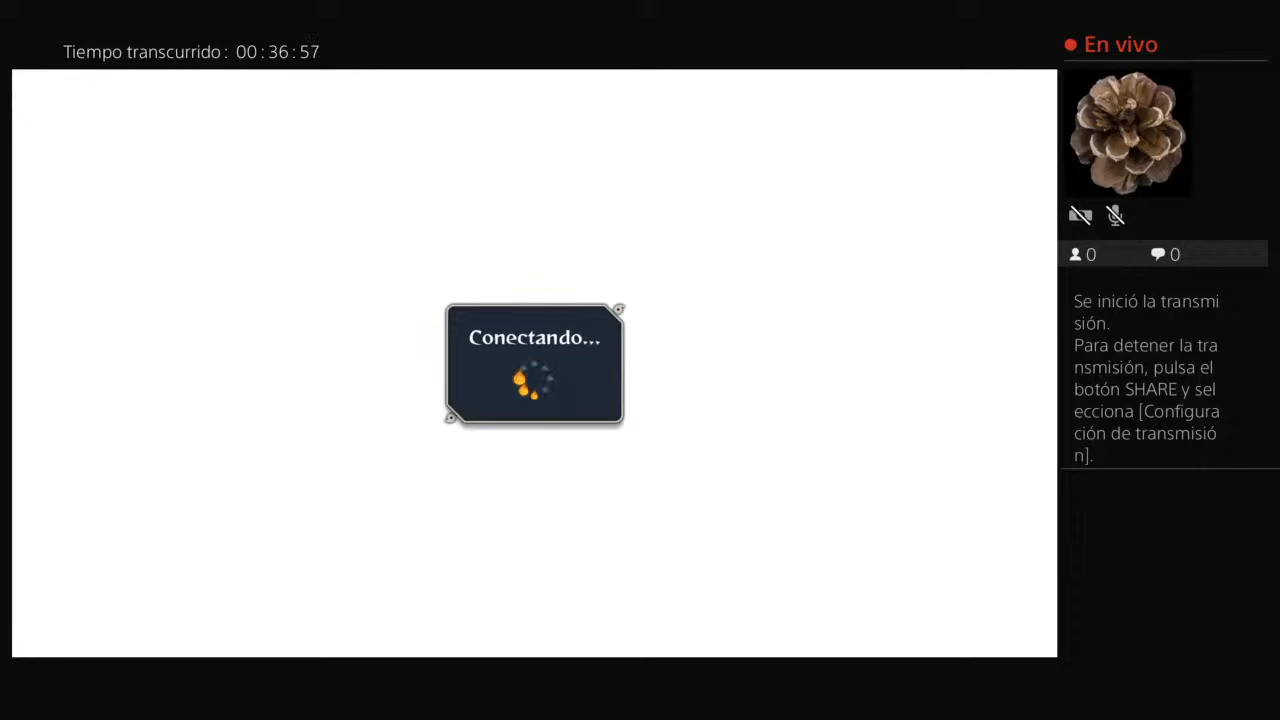 Tiempo transcurrido : 00 : 36 : 57
En vivo
0 0
Se inició la transmi
sión.
Para detener la tra
nsmisión, pulsa el
botón SHARE y sel
ecciona [Configura
ción de transmisió
n].
Conectando...